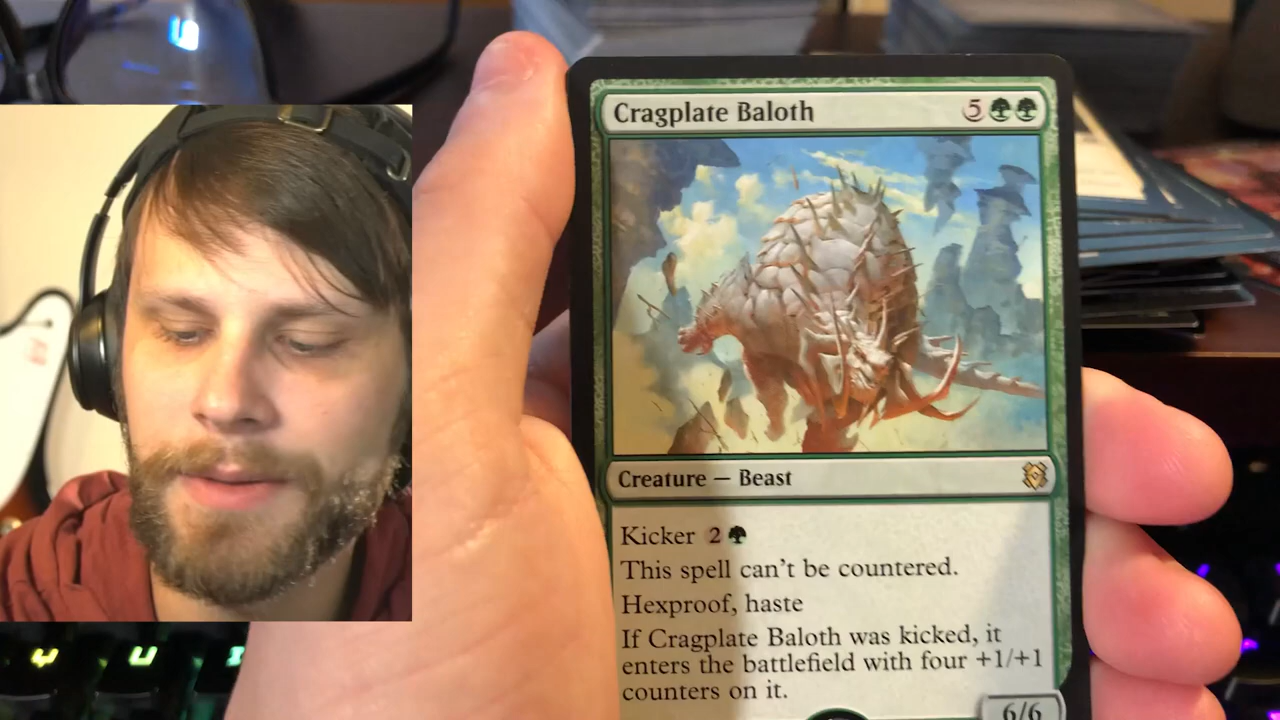 Cragplate Baloth 5
Creature — Beast
Kicker 2
This spell can't be countered.
Hexproof, haste
If Cragplate Baloth was kicked, it
enters the battlefield with four +1/+1
counters on it.
6/6